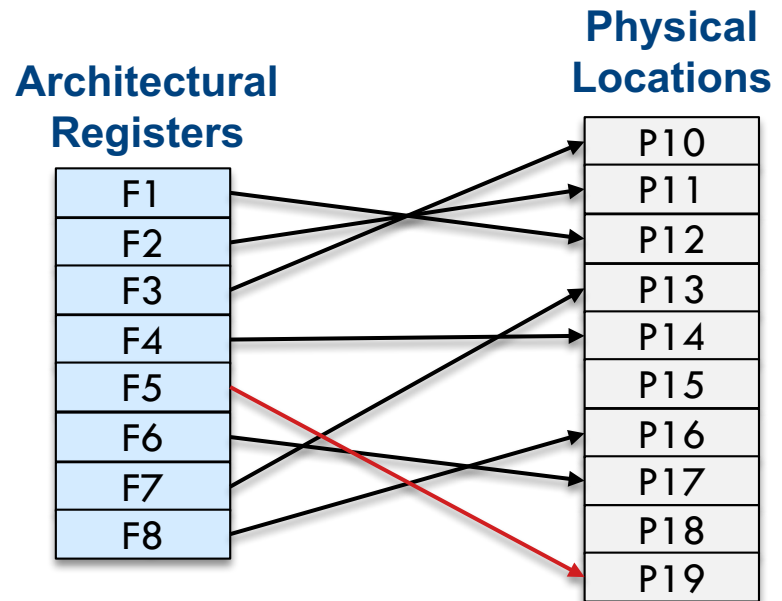 Architectural
Registers
F1
F2
F3
F4
F5
F6
F7
F8
Physical
Locations
P10
P11
P12
P13
P14
P15
P16
P17
P18
P19